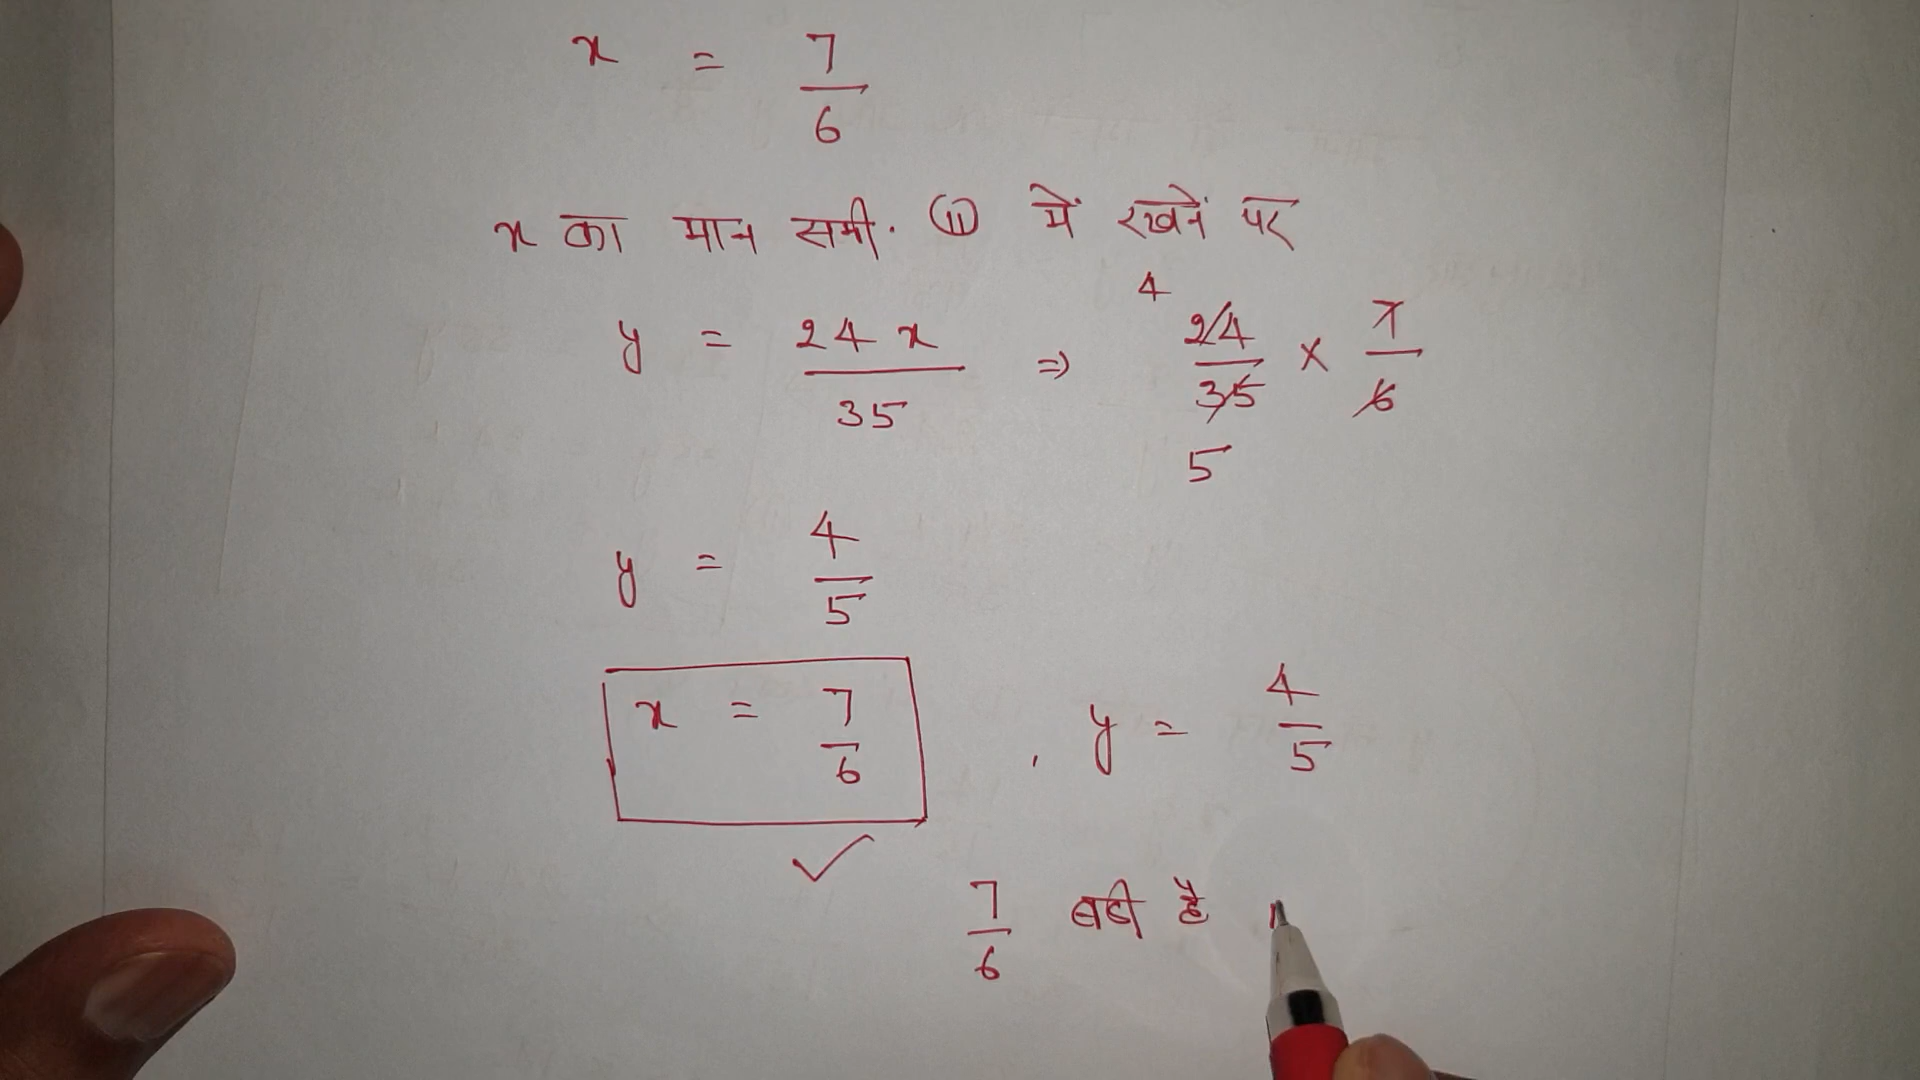 x = 7/6
x का मान समी. (ii) में रखनें पर
y = 24x/35 ⇒ 4 24/35 × 7/6 5
y = 4/5
x = 7/6 , y = 4/5
✓
7/6 बडी है ।